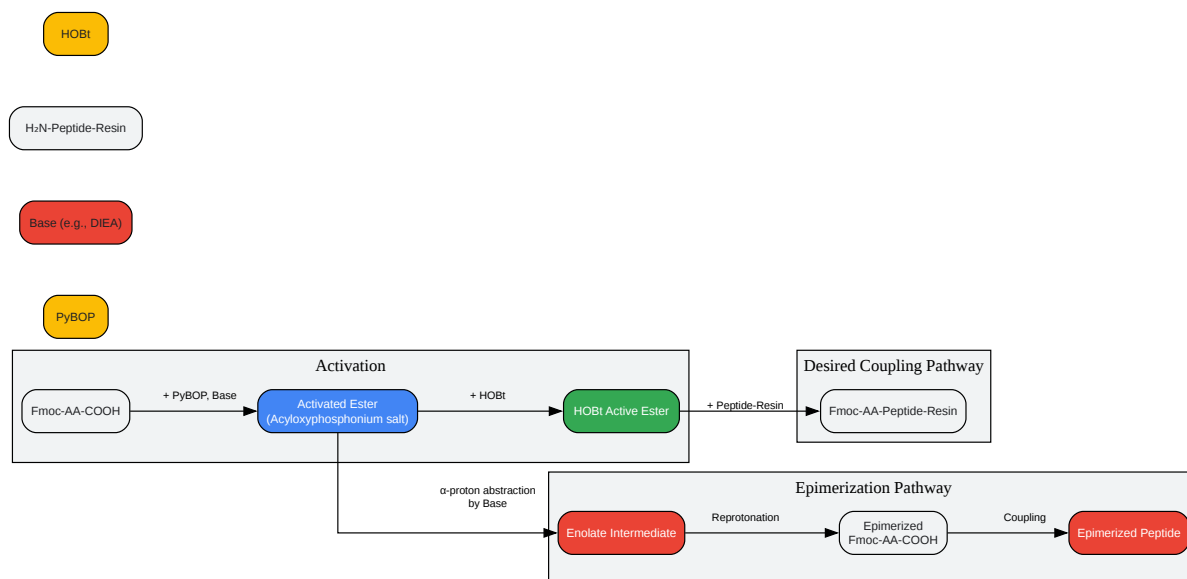 HOBt
H₂N-Peptide-Resin
Base (e.g., DIEA)
PyBOP
Activation
Desired Coupling Pathway
Fmoc-AA-COOH
+ PyBOP, Base
Activated Ester
(Acyloxyphosphonium salt)
+ HOBt
HOBt Active Ester
+ Peptide-Resin
Fmoc-AA-Peptide-Resin
Epimerization Pathway
α-proton abstraction
by Base
Enolate Intermediate
Reprotonation
Epimerized
Fmoc-AA-COOH
Coupling
Epimerized Peptide